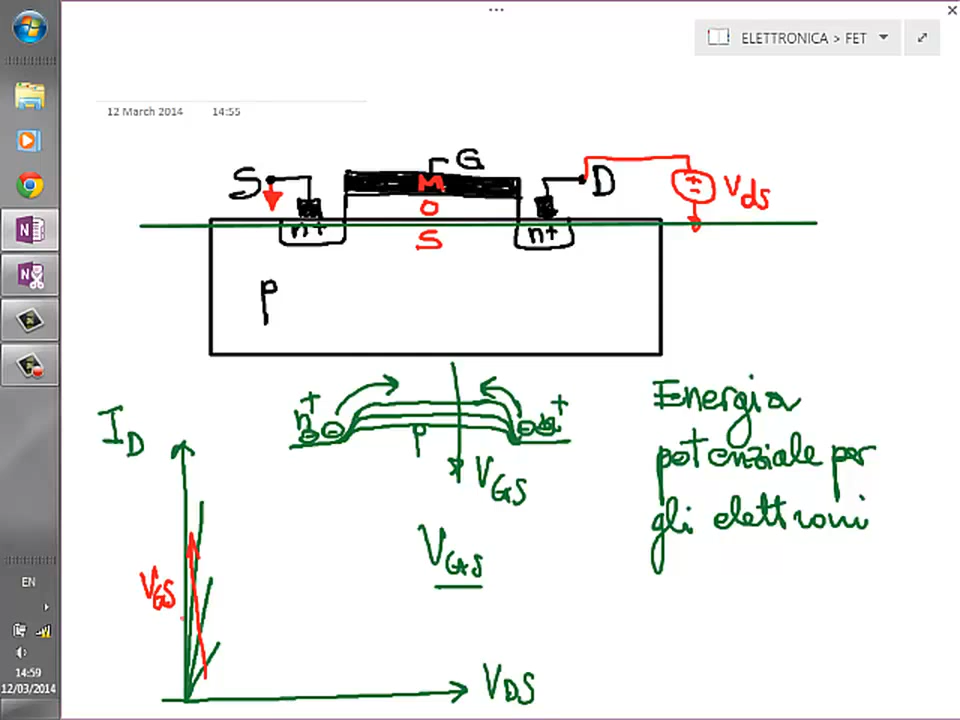 ELETTRONICA > FET
12 March 2014 14:55
S
G
M
D
Vds
O
n+
S
n+
p
n+
p
n+
VGS
ID
Energia
potenziale per
gli elettroni
VGS
VGS
VDS
EN
14:59
12/03/2014